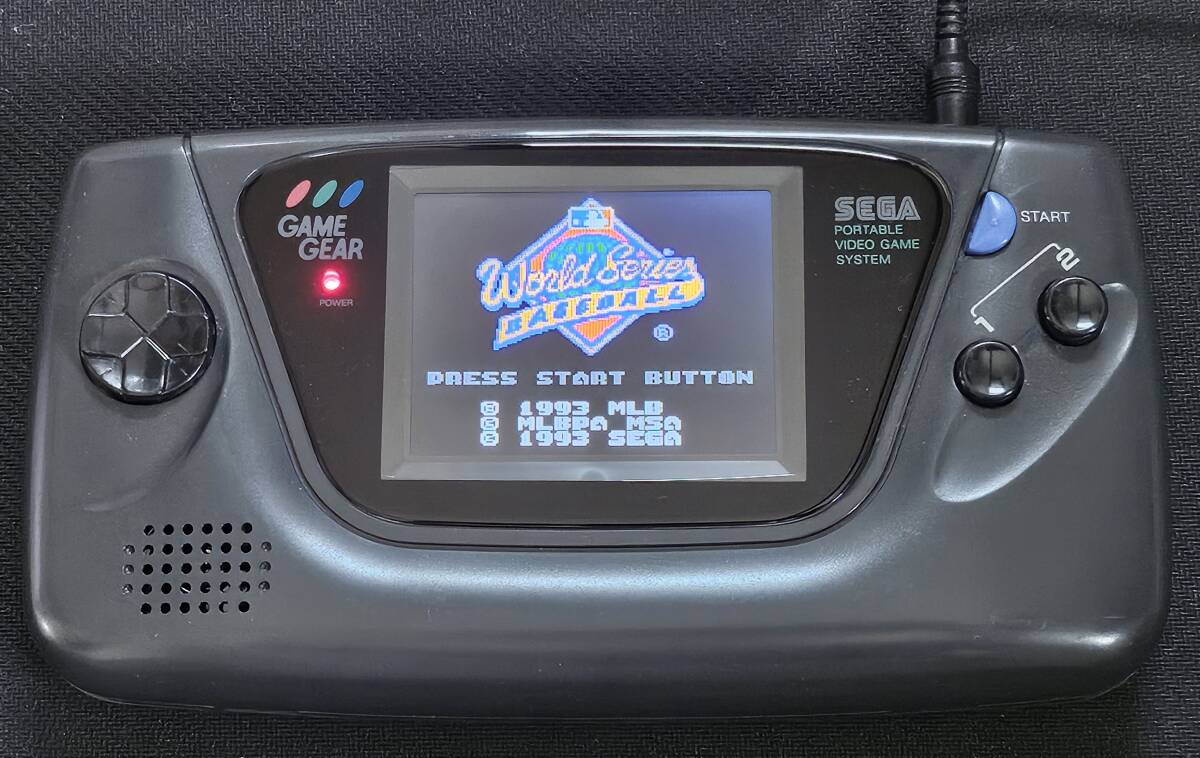 GAME
GEAR
POWER
World Series
BASEBALL
®
PRESS START BUTTON
© 1993 MLB
© MLBPA MSA
© 1993 SEGA
SEGA
PORTABLE
VIDEO GAME
SYSTEM
START
1
2